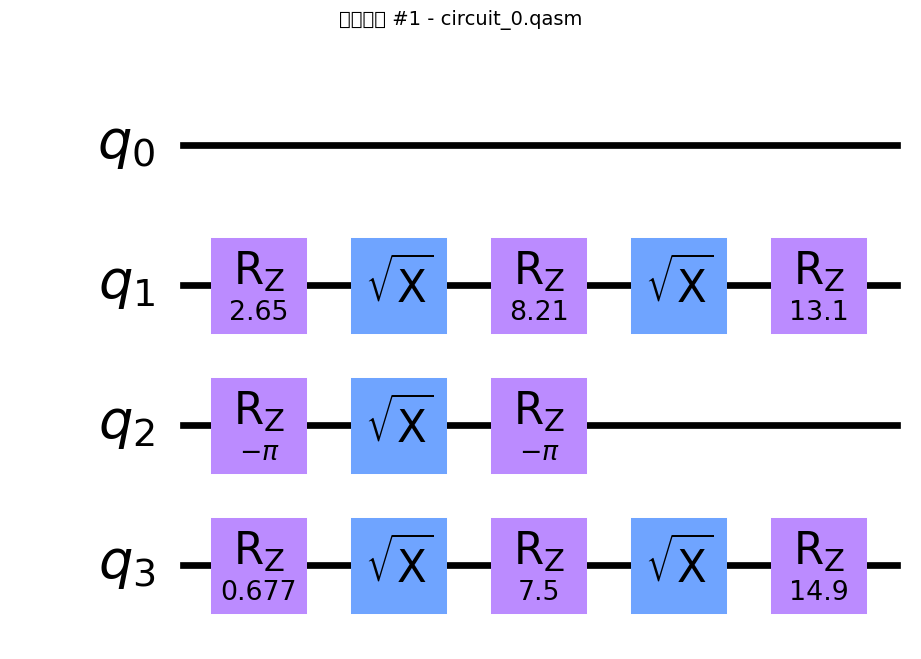 #1 - circuit_0.qasm
q0
q1 RZ 2.65 √X RZ 8.21 √X RZ 13.1
q2 RZ −π √X RZ −π
q3 RZ 0.677 √X RZ 7.5 √X RZ 14.9